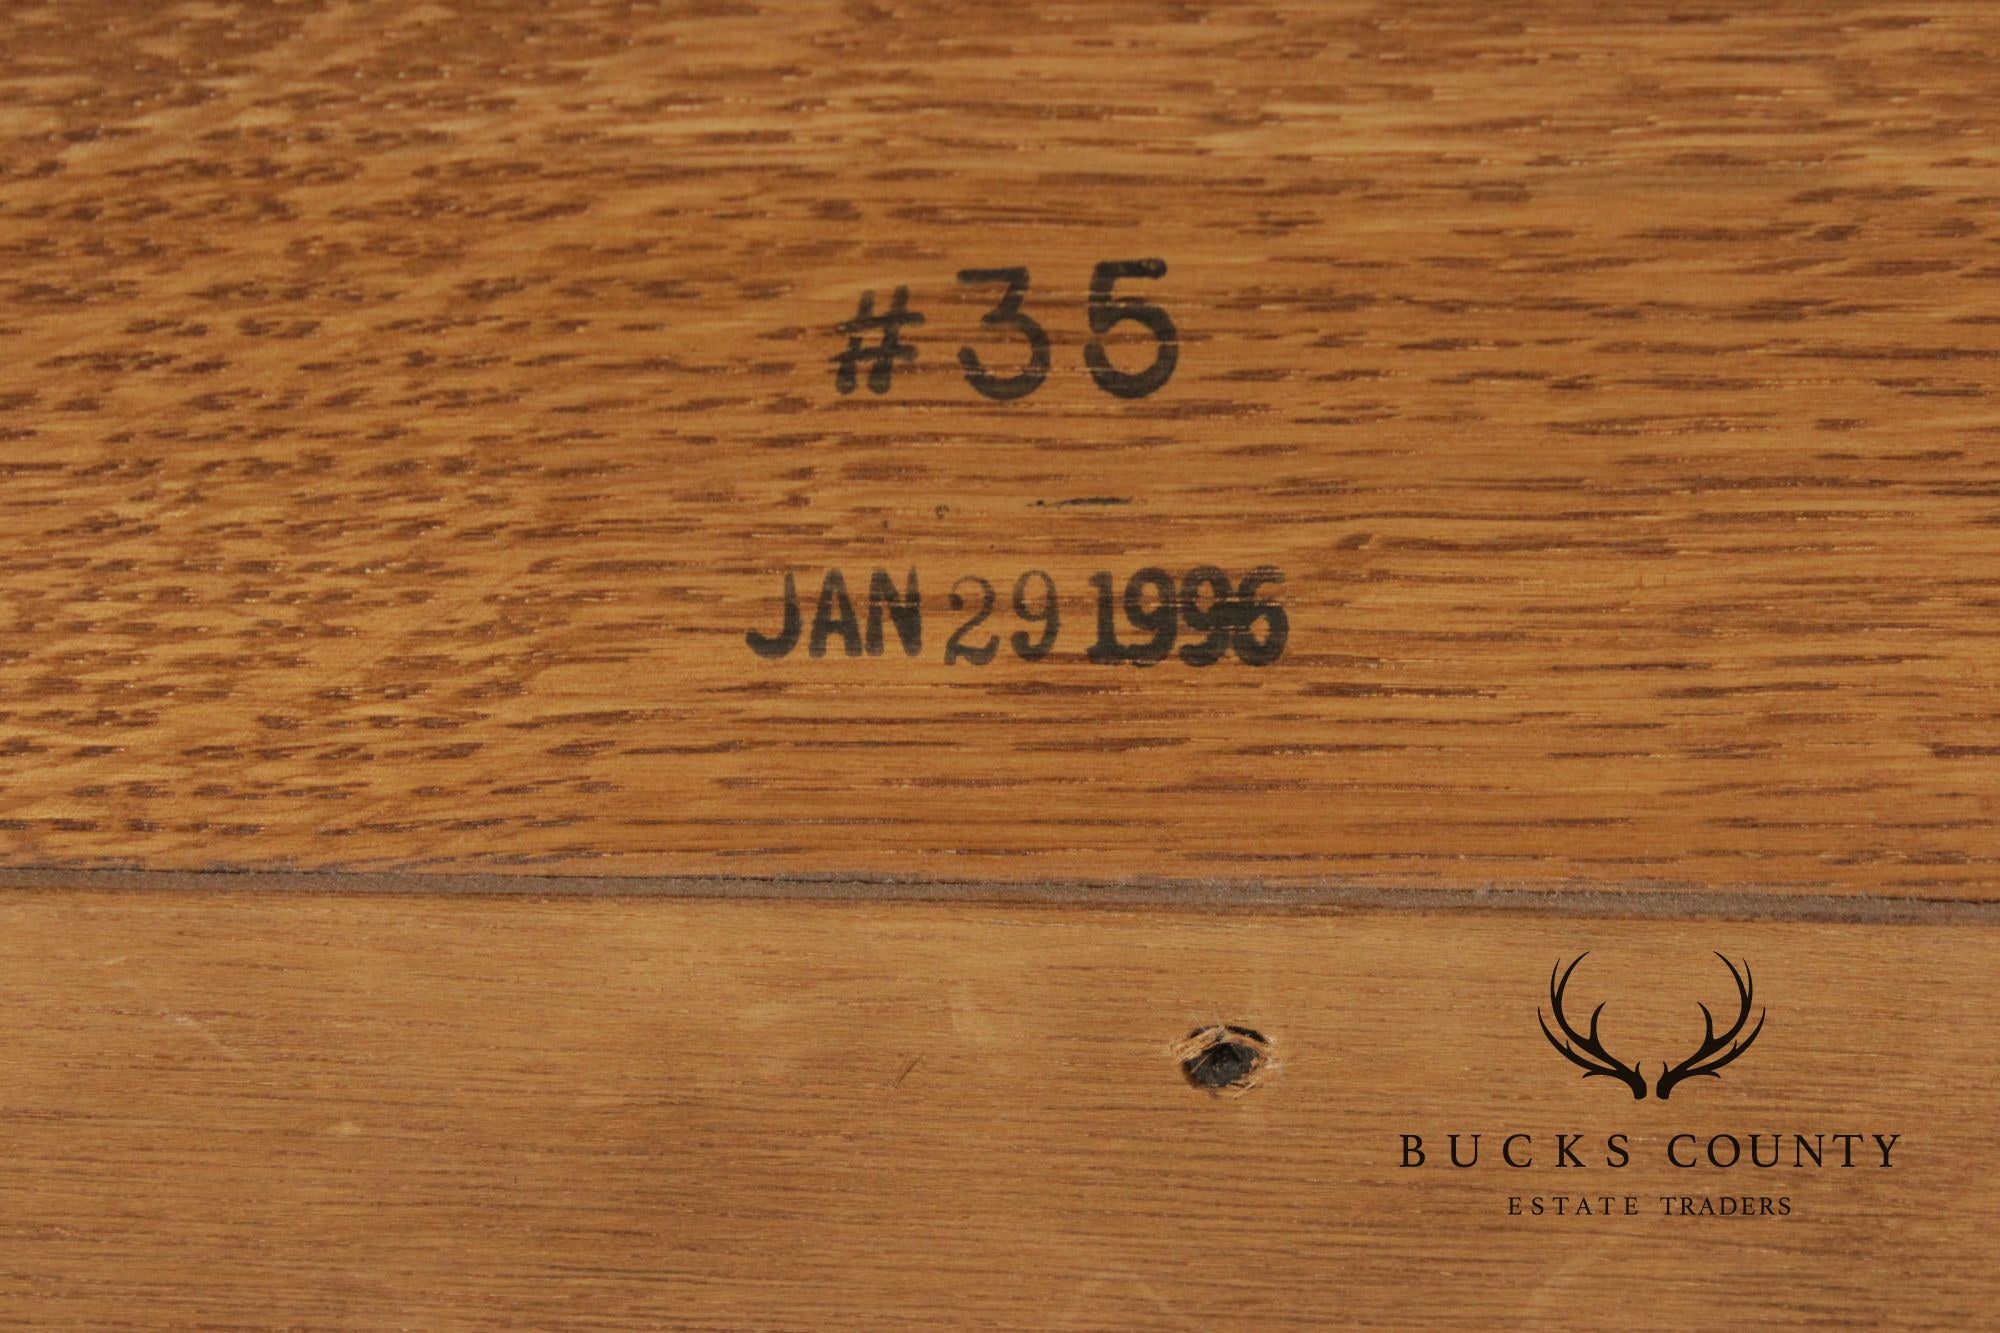 #35
JAN 29 1996
BUCKS COUNTY
ESTATE TRADERS